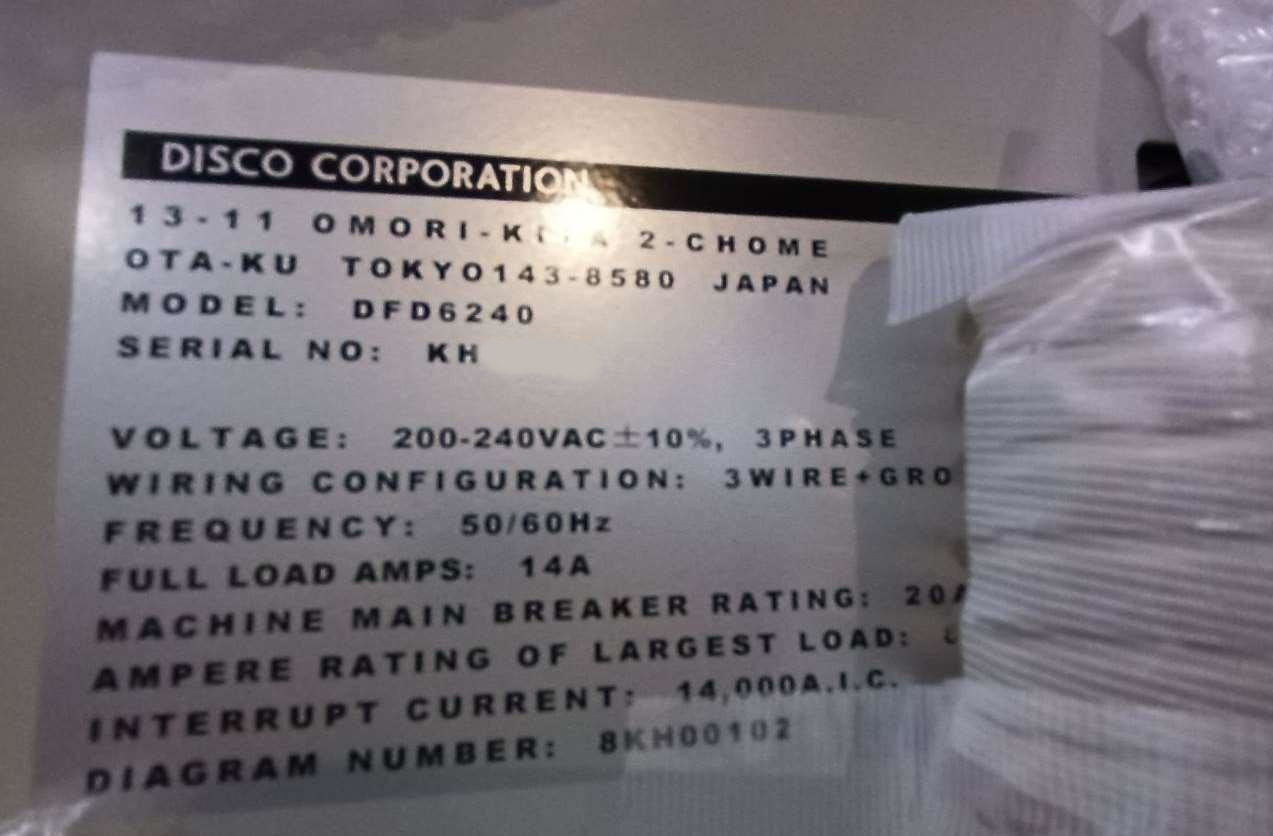 DISCO CORPORATION
13-11 OMORI- 2-CHOME
OTA-KU TOKYO143-8580 JAPAN
MODEL: DFD6240
SERIAL NO: KH
VOLTAGE: 200-240VAC±10%, 3PHASE
WIRING CONFIGURATION: 3WIRE+GRO
FREQUENCY: 50/60Hz
FULL LOAD AMPS: 14A
MACHINE MAIN BREAKER RATING: 20A
AMPERE RATING OF LARGEST LOAD:
INTERRUPT CURRENT: 14,000A.I.C.
DIAGRAM NUMBER: 8KH00102